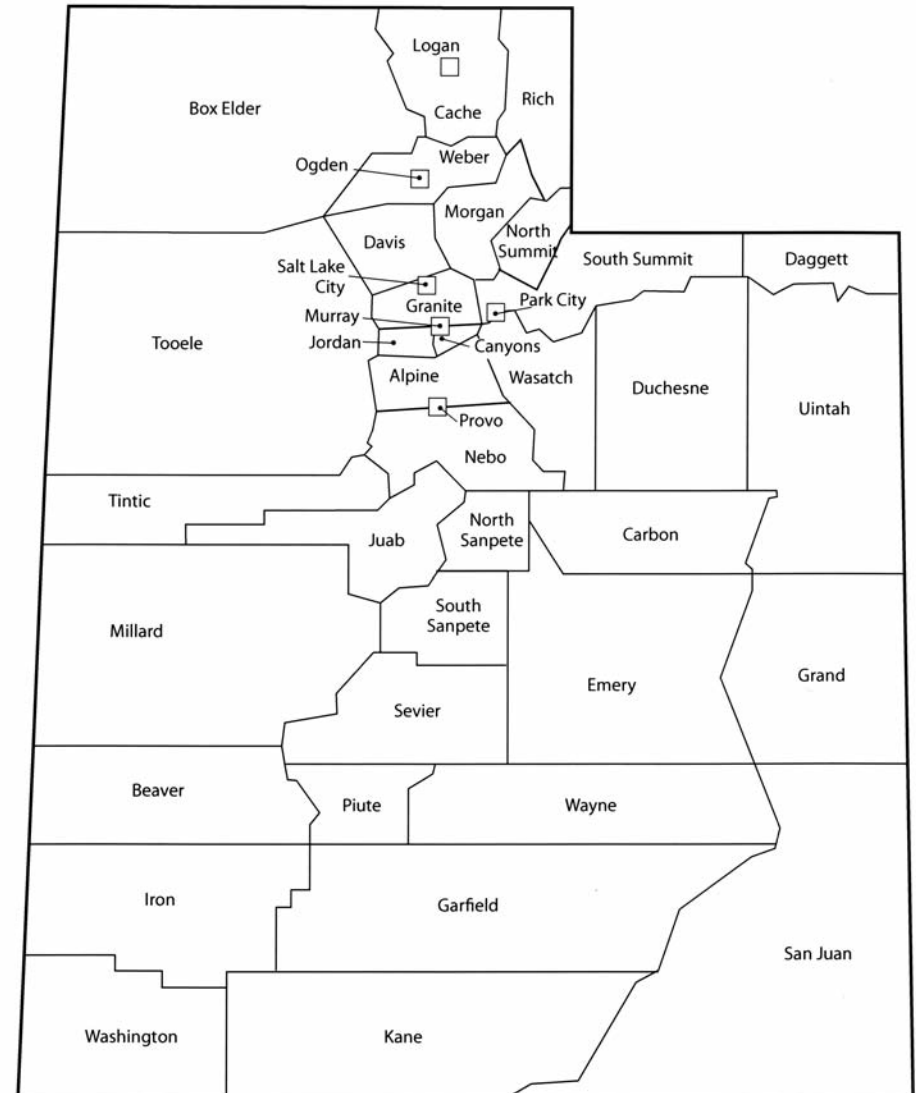 Logan
Box Elder
Rich
Cache
Weber
Ogden
Morgan
North
Summit
Davis
South Summit
Daggett
Salt Lake
City
Granite
Park City
Murray
Jordan
Canyons
Tooele
Alpine
Wasatch
Duchesne
Uintah
Provo
Nebo
Tintic
Juab
North
Sanpete
Carbon
South
Sanpete
Millard
Emery
Grand
Sevier
Beaver
Piute
Wayne
Iron
Garfield
San Juan
Washington
Kane